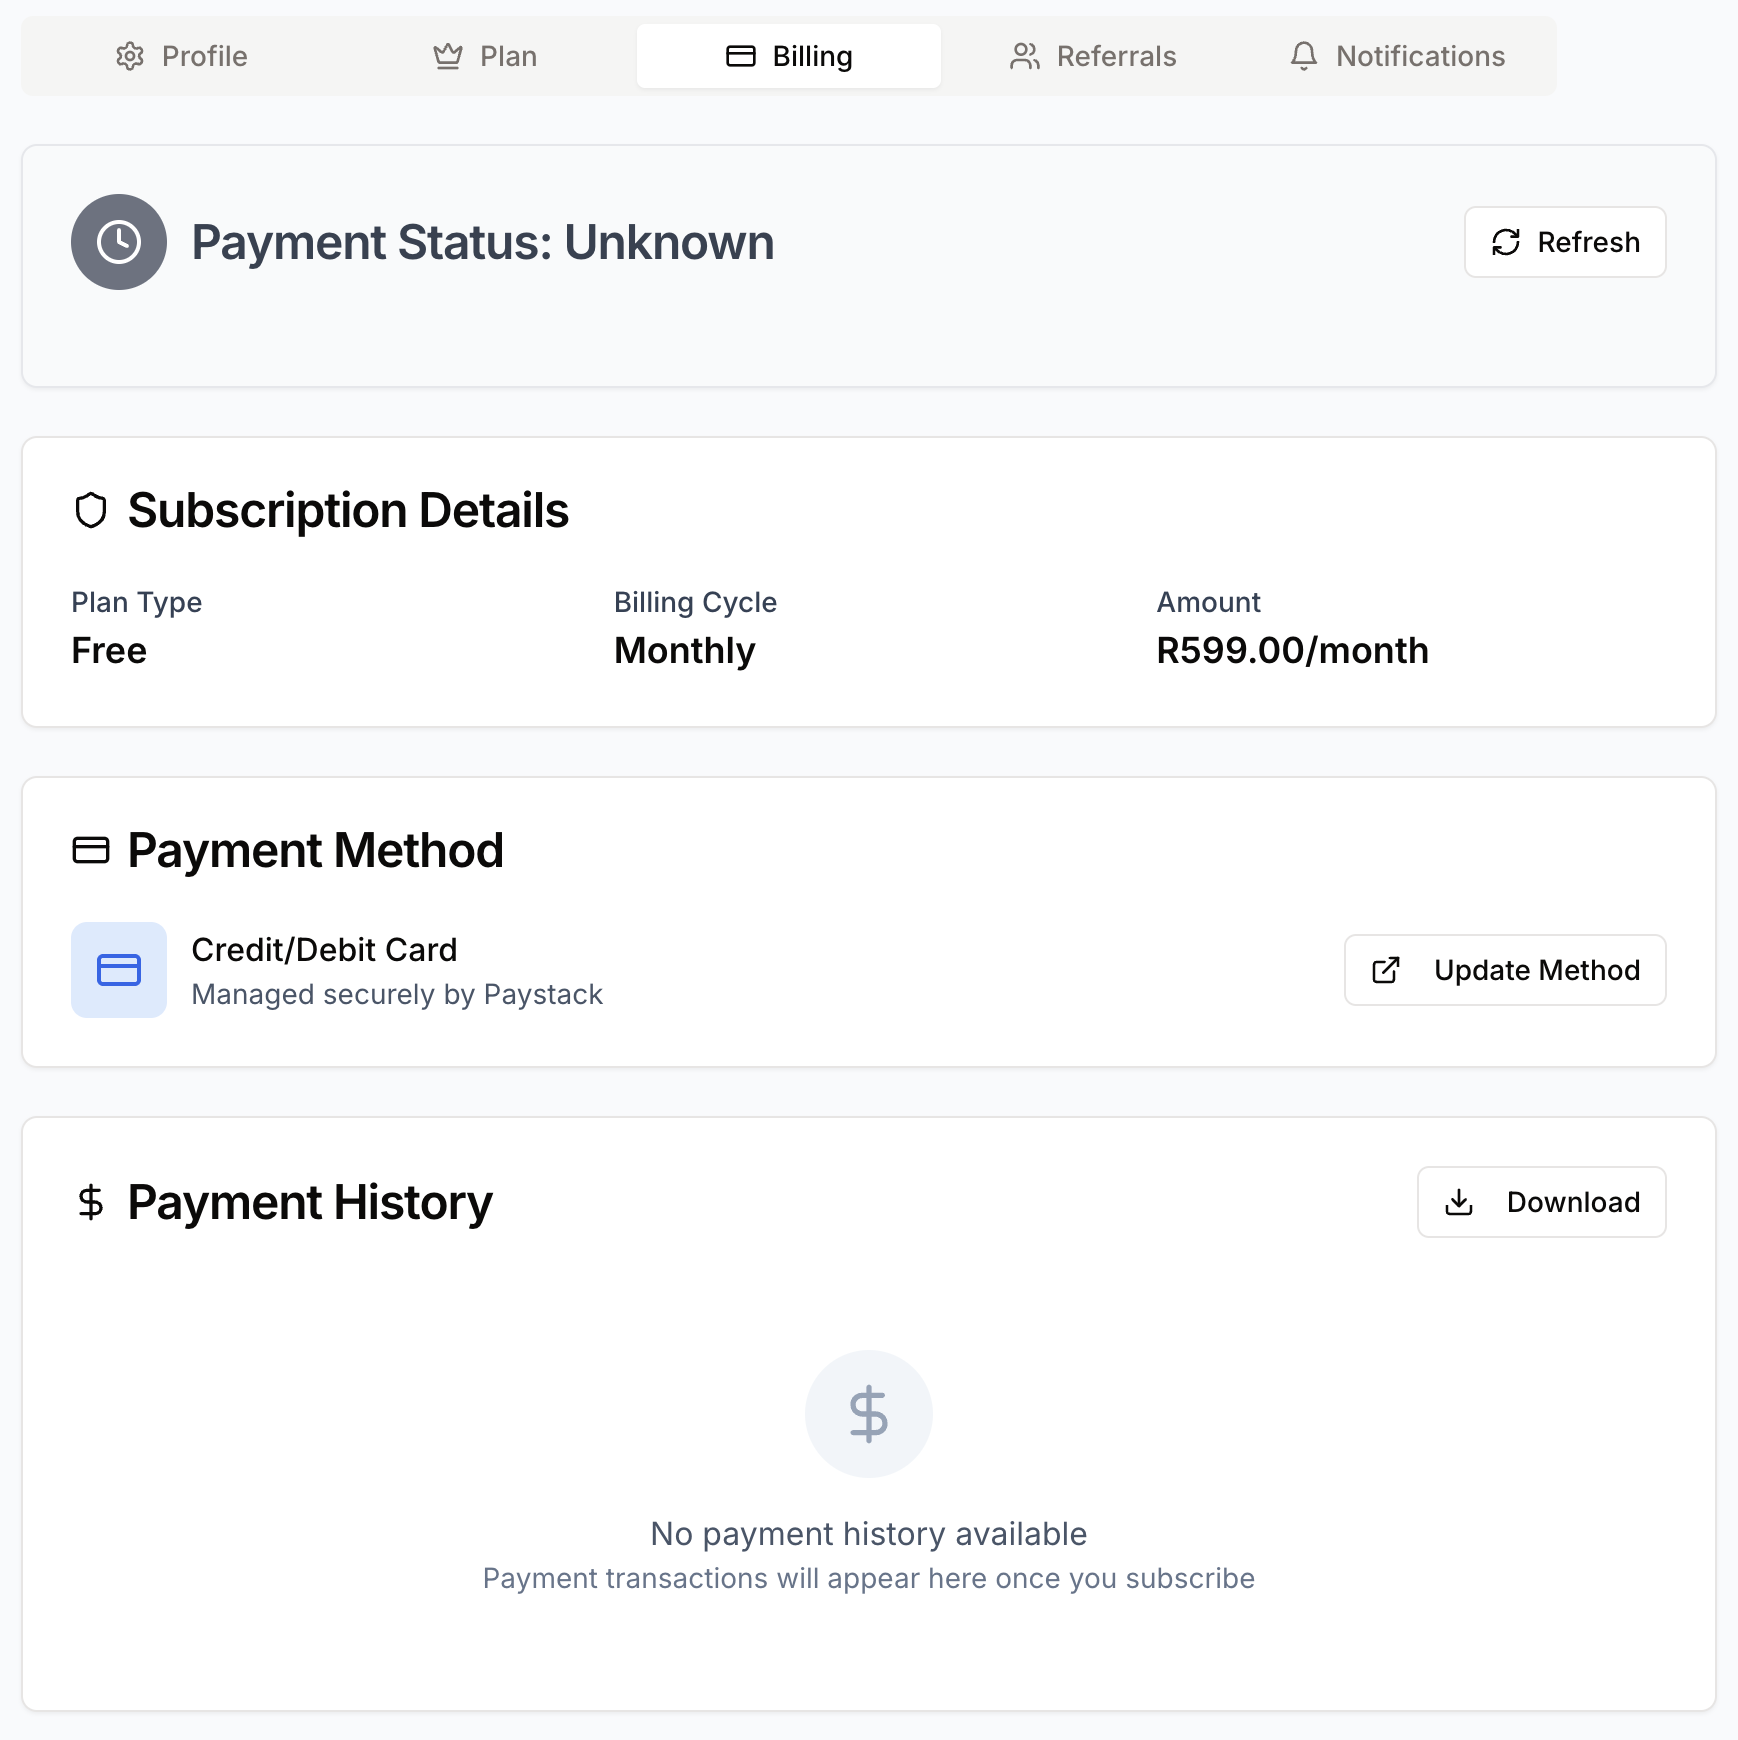 Profile
Plan
Billing
Referrals
Notifications
Payment Status: Unknown
Refresh
Subscription Details
Plan Type
Free
Billing Cycle
Monthly
Amount
R599.00/month
Payment Method
Credit/Debit Card
Managed securely by Paystack
Update Method
Payment History
Download
No payment history available
Payment transactions will appear here once you subscribe